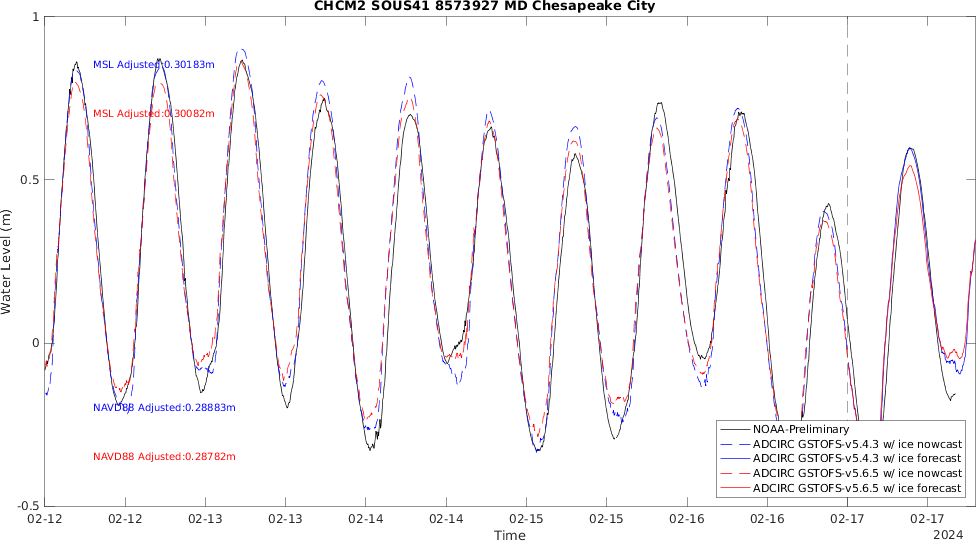 CHCM2 SOUS41 8573927 MD Chesapeake City
1
0.5
0
-0.5
Water Level (m)
MSL Adjusted:0.30183m
MSL Adjusted:0.30082m
NAVD88 Adjusted:0.28883m
NAVD88 Adjusted:0.28782m
NOAA-Preliminary
ADCIRC GSTOFS-v5.4.3 w/ ice nowcast
ADCIRC GSTOFS-v5.4.3 w/ ice forecast
ADCIRC GSTOFS-v5.6.5 w/ ice nowcast
ADCIRC GSTOFS-v5.6.5 w/ ice forecast
02-12 02-12 02-13 02-13 02-14 02-14 02-15 02-15 02-16 02-16 02-17 02-17
Time
2024